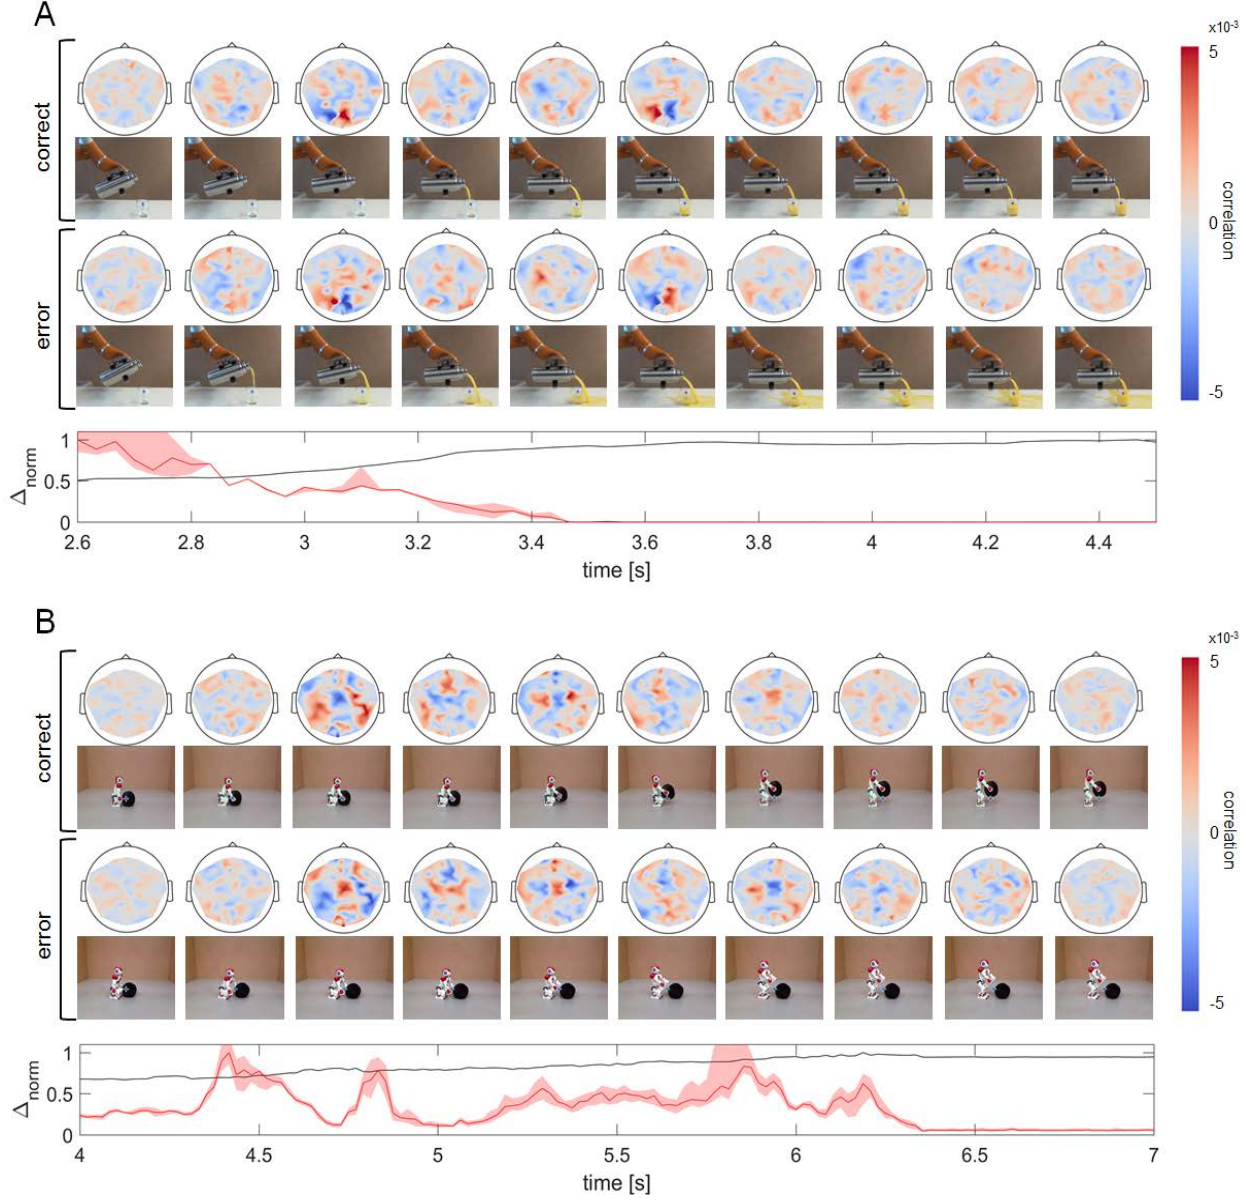 A
x10-3
5
correct
0
correlation
error
-5
1
0.5
0
Δnorm
2.6 2.8 3 3.2 3.4 3.6 3.8 4 4.2 4.4
time [s]
B
x10-3
5
correct
0
correlation
error
-5
1
0.5
0
Δnorm
4 4.5 5 5.5 6 6.5 7
time [s]